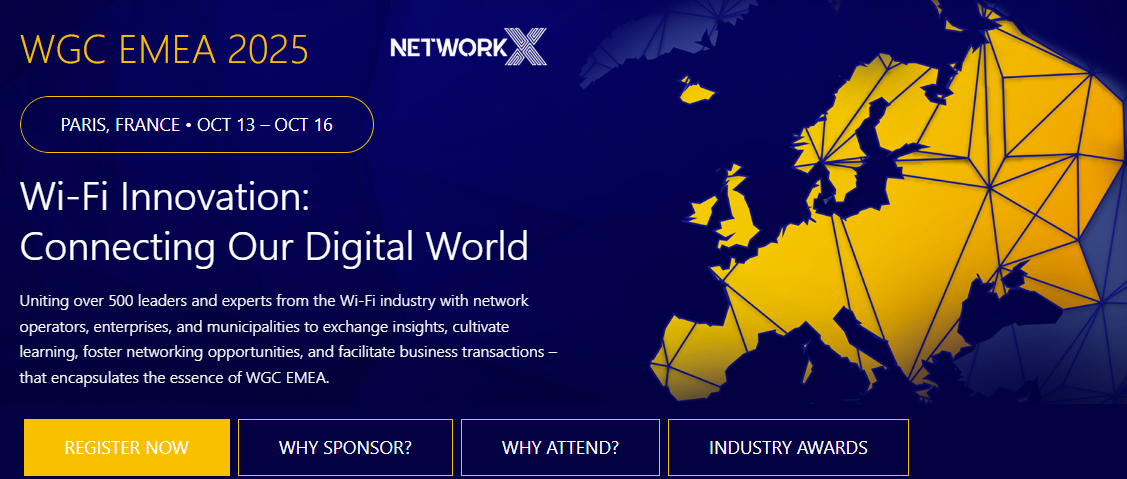 WGC EMEA 2025
NETWORKX
PARIS, FRANCE • OCT 13 – OCT 16
Wi-Fi Innovation:
Connecting Our Digital World
Uniting over 500 leaders and experts from the Wi-Fi industry with network
operators, enterprises, and municipalities to exchange insights, cultivate
learning, foster networking opportunities, and facilitate business transactions –
that encapsulates the essence of WGC EMEA.
REGISTER NOW
WHY SPONSOR?
WHY ATTEND?
INDUSTRY AWARDS